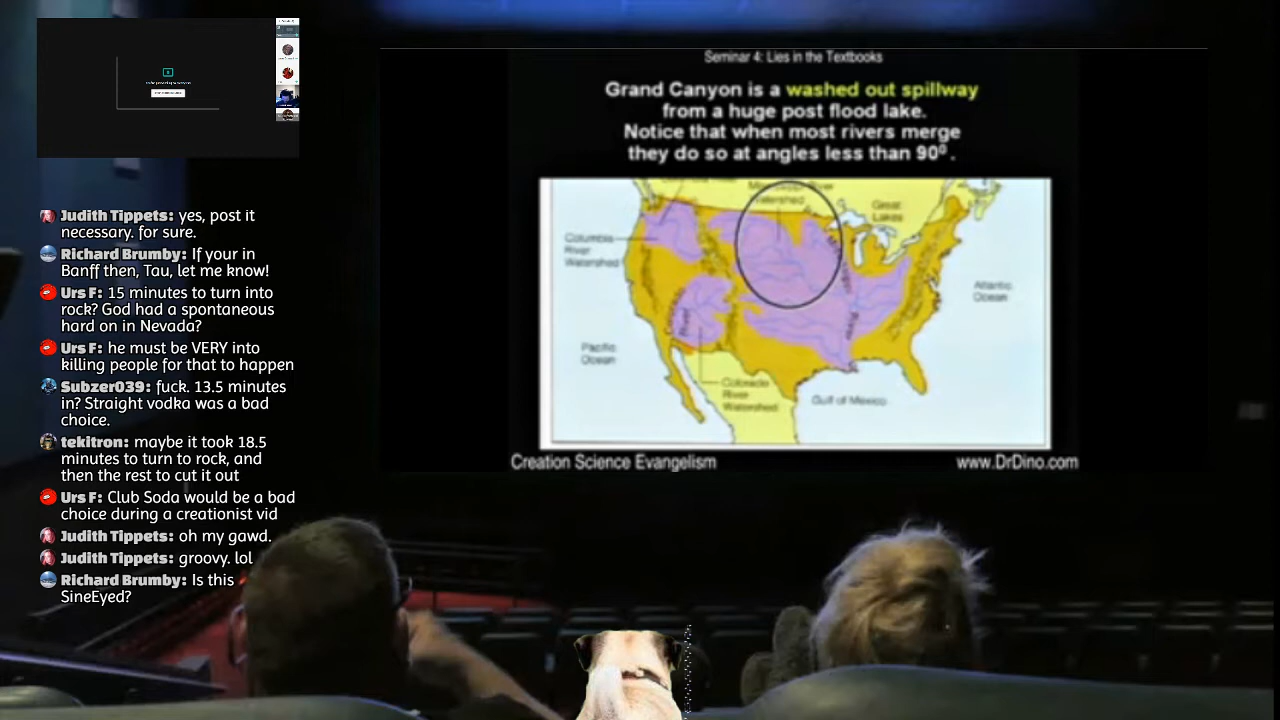 Seminar 4: Lies in the Textbooks
Grand Canyon is a washed out spillway
from a huge post flood lake.
Notice that when most rivers merge
they do so at angles less than 90⁰.
River
Watershed
Great
Lakes
Columbia
River
Watershed
Atlantic
Ocean
River
Pacific
Ocean
Colorado
River
Watershed
Gulf of Mexico
Creation Science Evangelism
www.DrDino.com
Judith Tippets: yes, post it
necessary. for sure.
Richard Brumby: If your in
Banff then, Tau, let me know!
Urs F: 15 minutes to turn into
rock? God had a spontaneous
hard on in Nevada?
Urs F: he must be VERY into
killing people for that to happen
Subzer039: fuck. 13.5 minutes
in? Straight vodka was a bad
choice.
tekitron: maybe it took 18.5
minutes to turn to rock, and
then the rest to cut it out
Urs F: Club Soda would be a bad
choice during a creationist vid
Judith Tippets: oh my gawd.
Judith Tippets: groovy. lol
Richard Brumby: Is this
SineEyed?